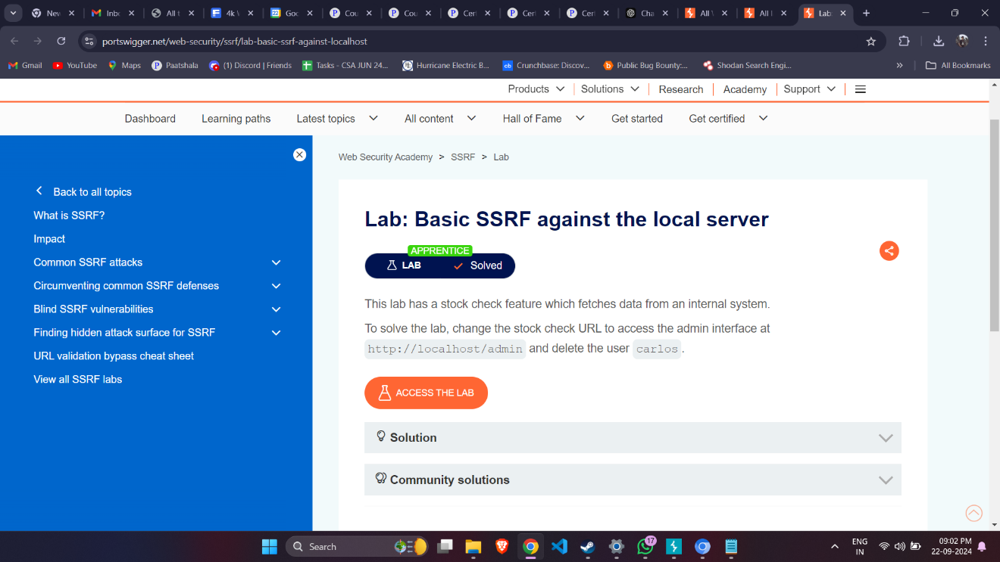 New
Inbo
All t
4k W
Goo
Cou
Cou
Cert
Cert
Cert
Cha
All V
All l
Lab:
portswigger.net/web-security/ssrf/lab-basic-ssrf-against-localhost
Gmail
YouTube
Maps
Paatshala
(1) Discord | Friends
Tasks - CSA JUN 24...
Hurricane Electric B...
Crunchbase: Discov...
Public Bug Bounty:...
Shodan Search Engi...
All Bookmarks
Products
Solutions
Research
Academy
Support
Dashboard
Learning paths
Latest topics
All content
Hall of Fame
Get started
Get certified
Back to all topics
What is SSRF?
Impact
Common SSRF attacks
Circumventing common SSRF defenses
Blind SSRF vulnerabilities
Finding hidden attack surface for SSRF
URL validation bypass cheat sheet
View all SSRF labs
Web Security Academy > SSRF > Lab
Lab: Basic SSRF against the local server
APPRENTICE
LAB
Solved
This lab has a stock check feature which fetches data from an internal system.
To solve the lab, change the stock check URL to access the admin interface at
http://localhost/admin and delete the user carlos.
ACCESS THE LAB
Solution
Community solutions
Search
17
ENG
IN
09:02 PM
22-09-2024